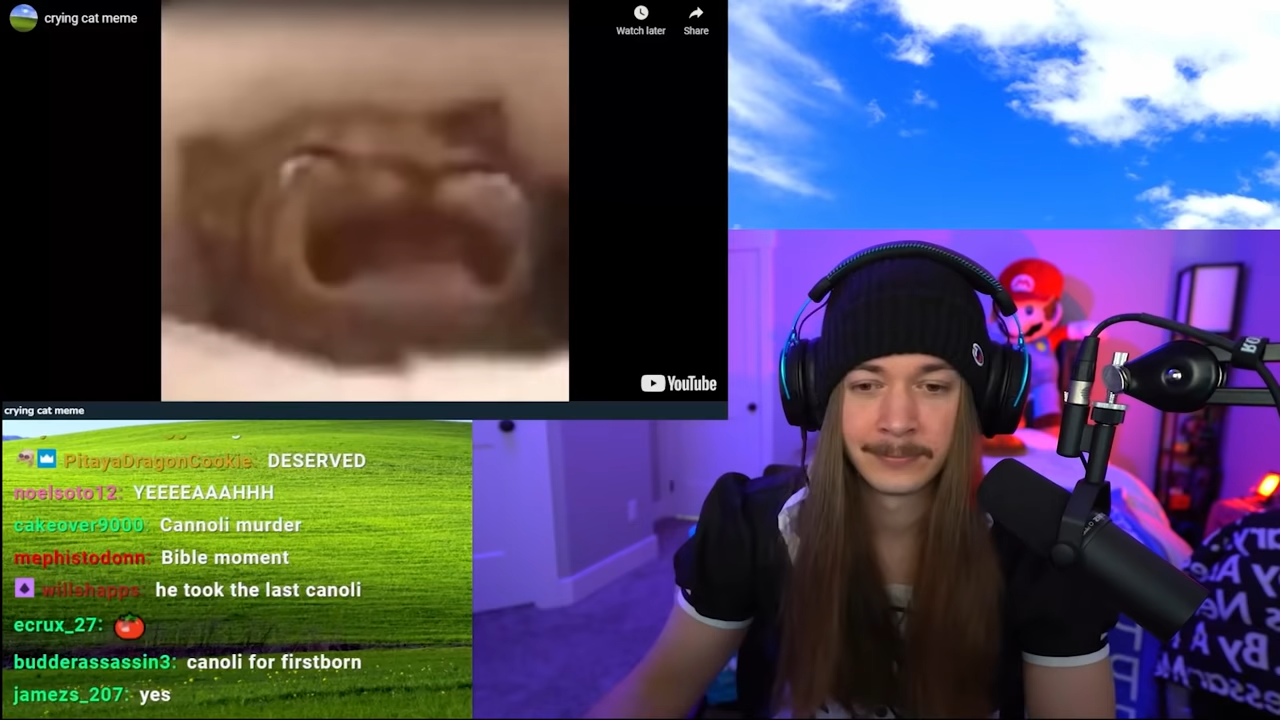 crying cat meme
Watch later
Share
YouTube
crying cat meme
PitayaDragonCookie: DESERVED
noelsoto12: YEEEEAAAHHH
cakeover9000: Cannoli murder
mephistodonn: Bible moment
willshapps: he took the last canoli
ecrux_27:
budderassassin3: canoli for firstborn
jamezs_207: yes